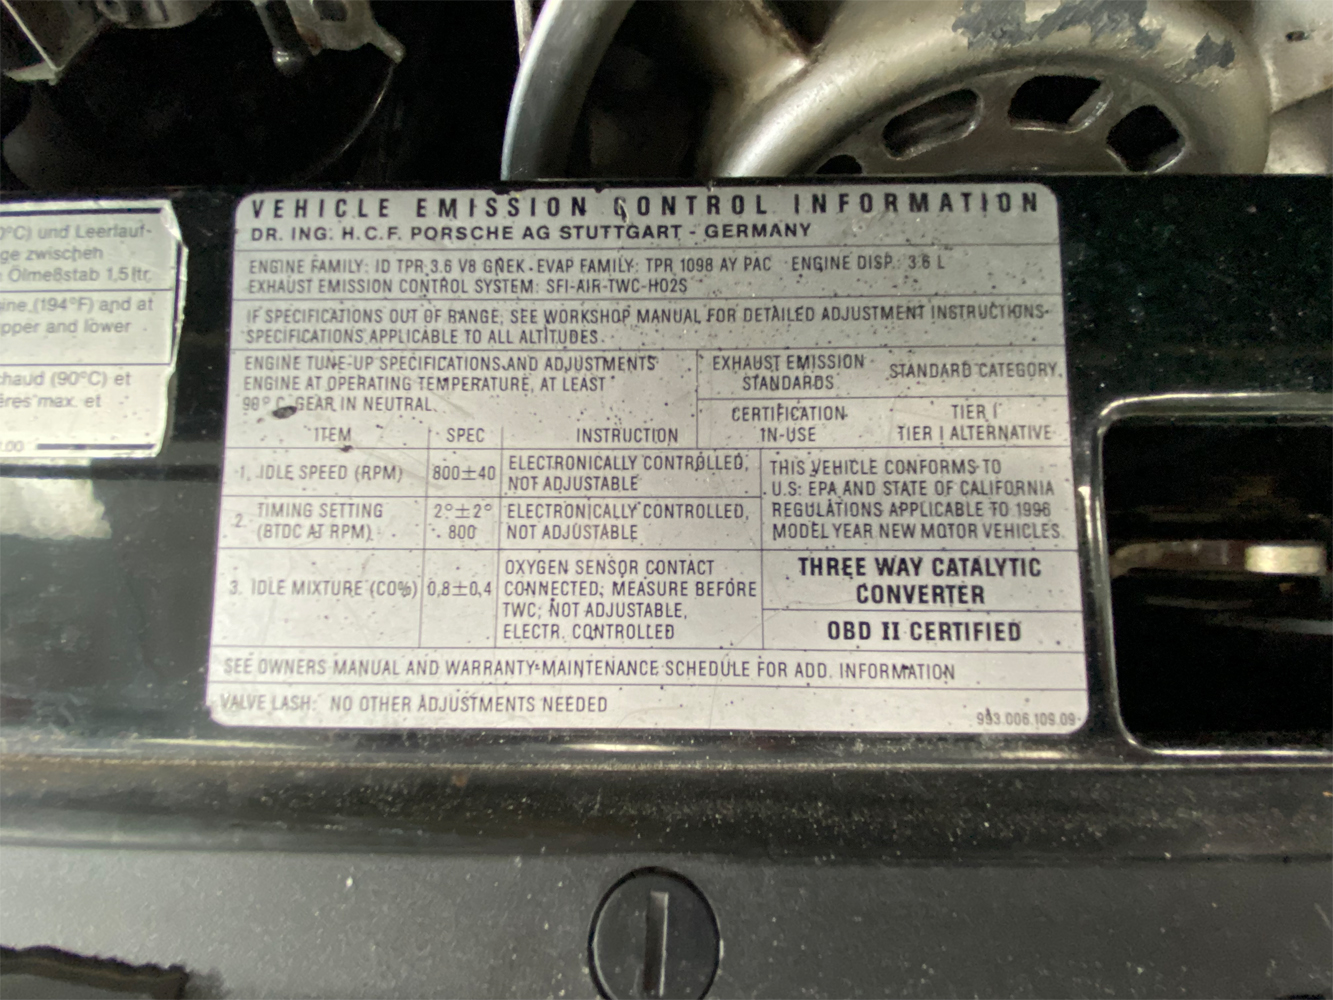 0°C) und Leerlauf-
ge zwischen
Ölmeßstab 1,5 ltr.
ine (194°F) and at
pper and lower
chaud (90°C) et
ères max. et
.00
VEHICLE EMISSION CONTROL INFORMATION
DR. ING. H.C.F. PORSCHE AG STUTTGART - GERMANY
ENGINE FAMILY: ID TPR 3.6 V8 GNEK - EVAP FAMILY: TPR 1098 AY PAC ENGINE DISP.: 3.6 L
EXHAUST EMISSION CONTROL SYSTEM: SFI-AIR-TWC-HO2S
IF SPECIFICATIONS OUT OF RANGE, SEE WORKSHOP MANUAL FOR DETAILED ADJUSTMENT INSTRUCTIONS-
SPECIFICATIONS APPLICABLE TO ALL ALTITUDES.
ENGINE TUNE-UP SPECIFICATIONS AND ADJUSTMENTS
ENGINE AT OPERATING TEMPERATURE, AT LEAST
90° C, GEAR IN NEUTRAL.
EXHAUST EMISSION
STANDARDS
STANDARD CATEGORY.
CERTIFICATION
IN-USE
TIER I
TIER I ALTERNATIVE
ITEM SPEC INSTRUCTION
1. IDLE SPEED (RPM) 800±40
ELECTRONICALLY CONTROLLED,
NOT ADJUSTABLE
2. TIMING SETTING
(BTDC AT RPM)
2°±2°
800
ELECTRONICALLY CONTROLLED,
NOT ADJUSTABLE
3. IDLE MIXTURE (CO%) 0,8±0,4
OXYGEN SENSOR CONTACT
CONNECTED; MEASURE BEFORE
TWC; NOT ADJUSTABLE,
ELECTR. CONTROLLED
THIS VEHICLE CONFORMS TO
U.S. EPA AND STATE OF CALIFORNIA
REGULATIONS APPLICABLE TO 1996
MODEL YEAR NEW MOTOR VEHICLES.
THREE WAY CATALYTIC
CONVERTER
OBD II CERTIFIED
SEE OWNERS MANUAL AND WARRANTY-MAINTENANCE SCHEDULE FOR ADD. INFORMATION
VALVE LASH: NO OTHER ADJUSTMENTS NEEDED
993.006.109.09